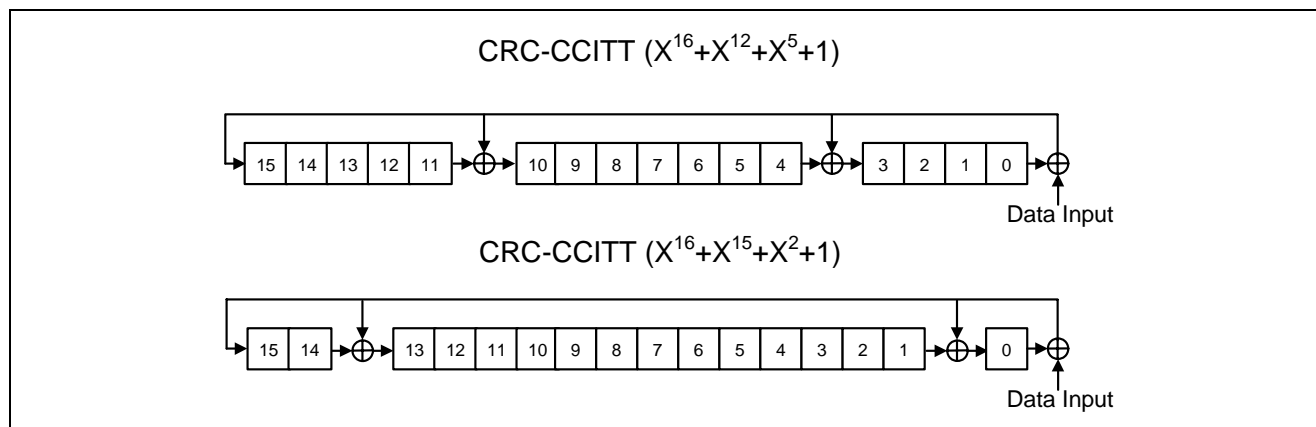 CRC-CCITT (X¹⁶+X¹²+X⁵+1)
15 14 13 12 11 10 9 8 7 6 5 4 3 2 1 0
Data Input
CRC-CCITT (X¹⁶+X¹⁵+X²+1)
15 14 13 12 11 10 9 8 7 6 5 4 3 2 1 0
Data Input